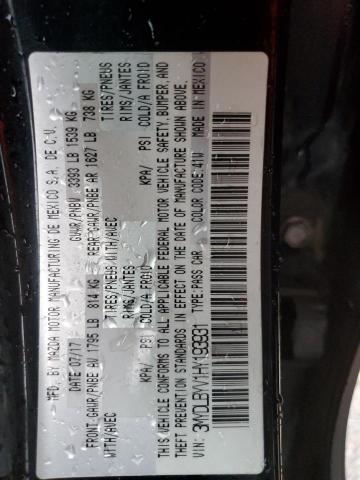 MFD. BY MAZDA MOTOR MANUFACTURING DE MEXICO S.A. DE C.V.
07/17 GVWR/PNBV 3393 LB 1539 KG
FRONT GAWR/PNBE AV 1795 LB 814 KG REAR GAWR/PNBE AR 1627 LB 738 KG
WITH/AVEC TIRES/PNEUS WITH/AVEC TIRES/PNEUS
RIMS/JANTES RIMS/JANTES
KPA/ PSI COLD/A FROID KPA/ PSI COLD/A FROID
THIS VEHICLE CONFORMS TO ALL APPLICABLE FEDERAL MOTOR VEHICLE SAFETY, BUMPER, AND
THEFT PREVENTION STANDARDS IN EFFECT ON THE DATE OF MANUFACTURE SHOWN ABOVE.
VIN: 3MYDLBYV1HY193931 TYPE:PASS CAR COLOR CODE:41W MADE IN MEXICO